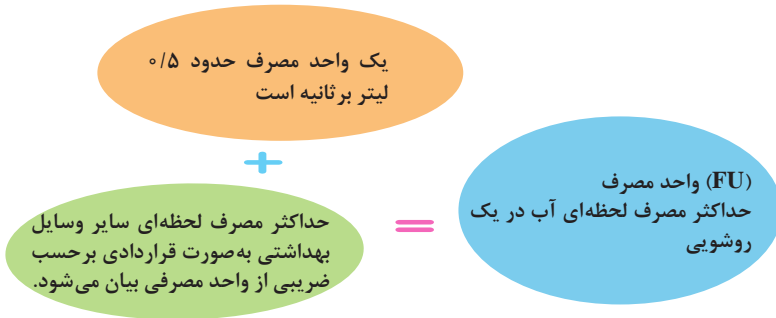 یک واحد مصرف حدود ۰/۵
لیتر برثانیه است
+
حداکثر مصرف لحظه‌ای سایر وسایل
بهداشتی به‌صورت قراردادی برحسب
ضریبی از واحد مصرفی بیان می‌شود.
=
(FU) واحد مصرف
حداکثر مصرف لحظه‌ای آب در یک
روشویی